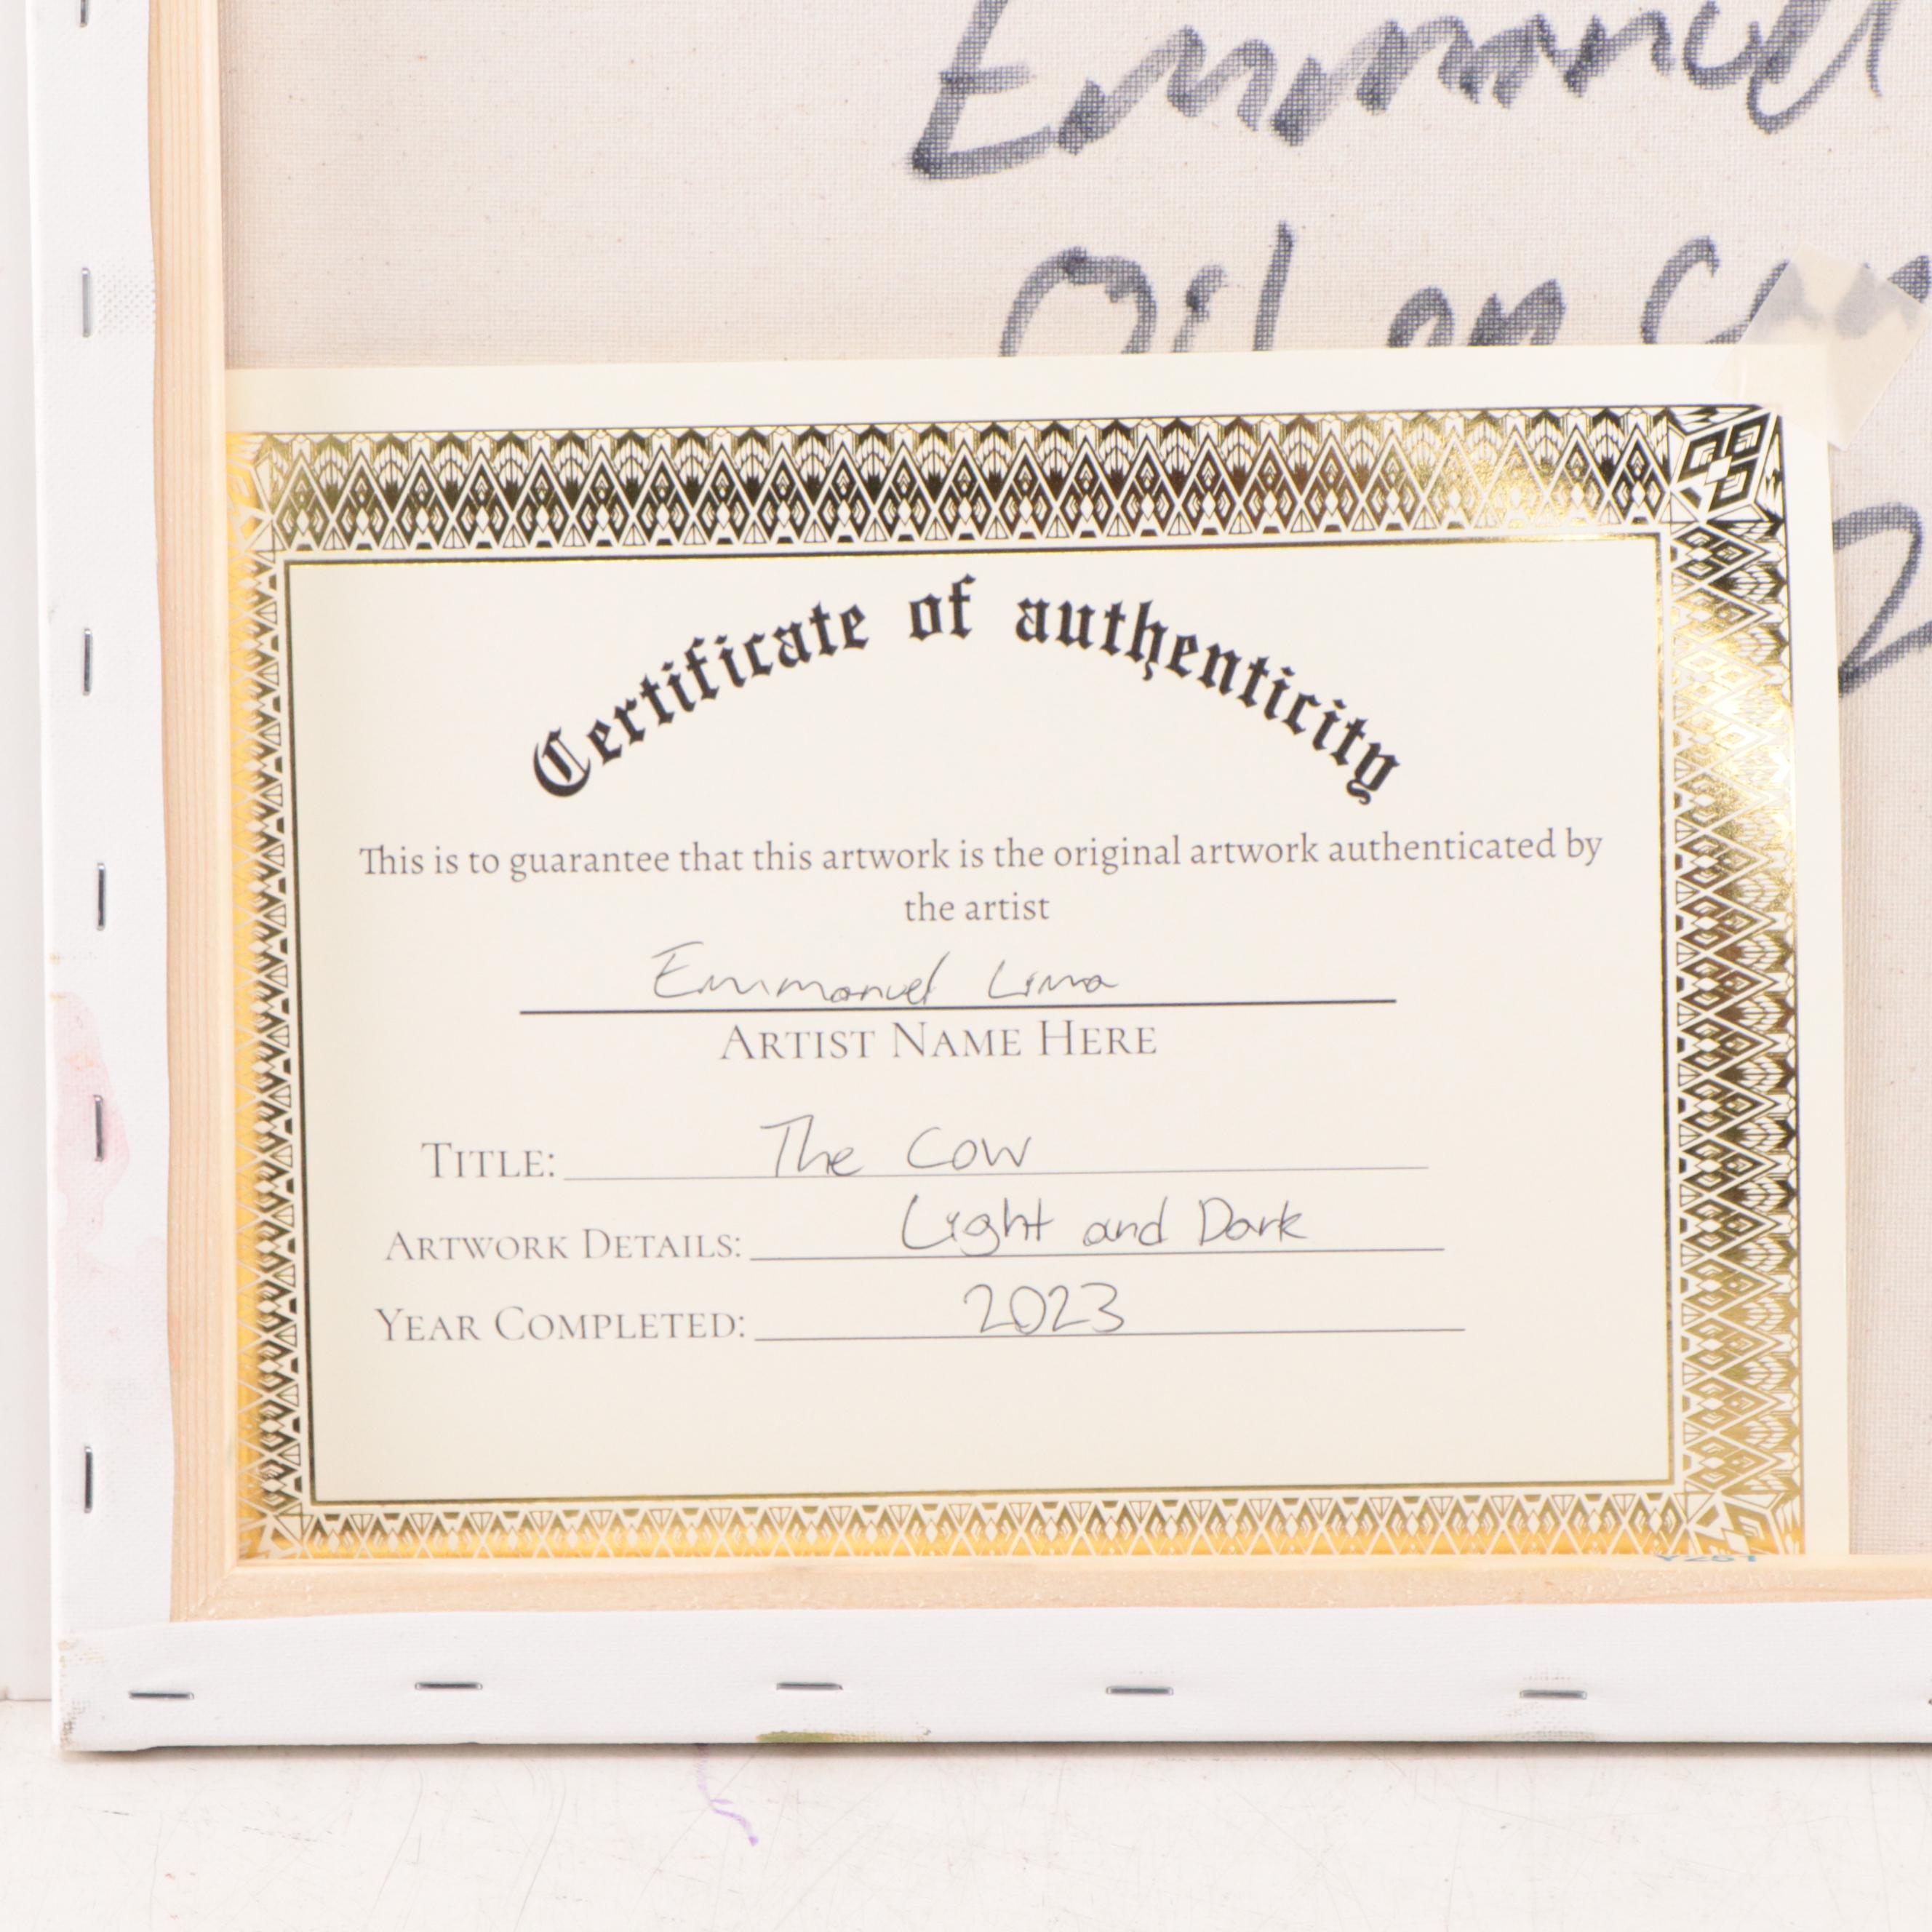 Emmanuel
Oil on
2
Certificate of authenticity
This is to guarantee that this artwork is the original artwork authenticated by
the artist
Emmanuel Lima
ARTIST NAME HERE
TITLE: The Cow
ARTWORK DETAILS: Light and Dark
YEAR COMPLETED: 2023